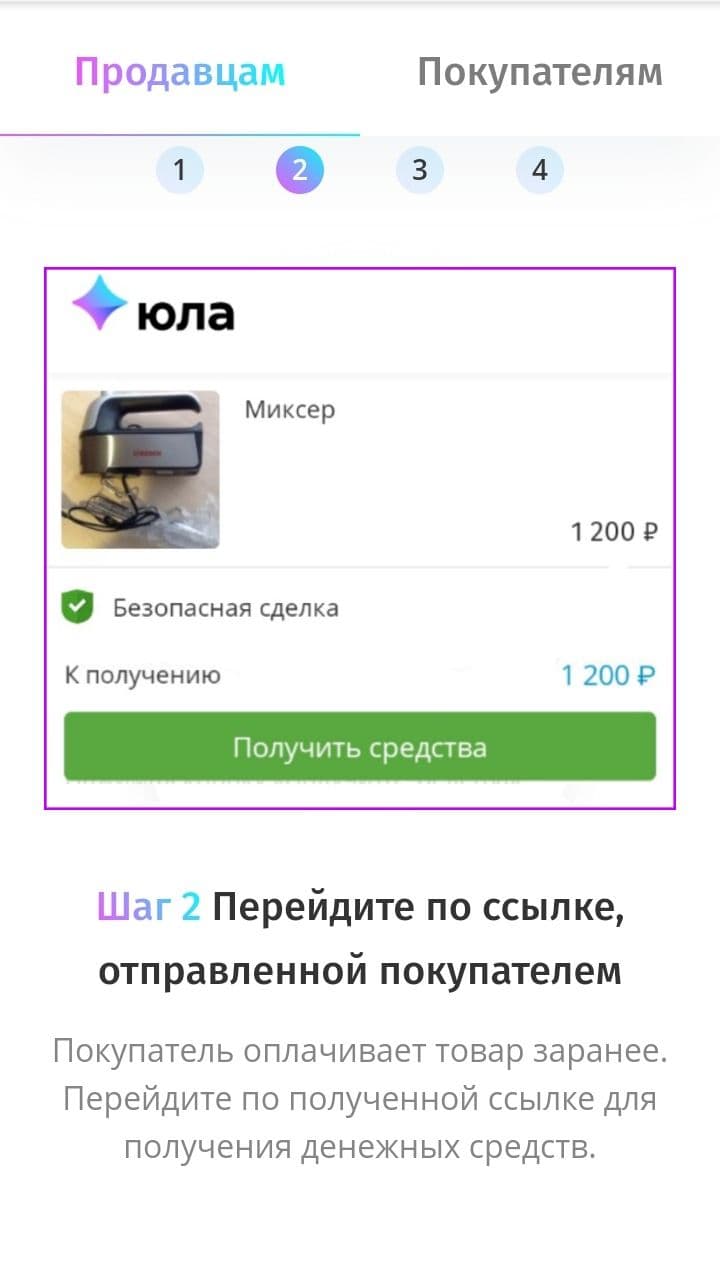 Продавцам Покупателям
1 2 3 4
юла
Миксер
1 200 ₽
Безопасная сделка
К получению 1 200 ₽
Получить средства
Шаг 2 Перейдите по ссылке,
отправленной покупателем
Покупатель оплачивает товар заранее.
Перейдите по полученной ссылке для
получения денежных средств.